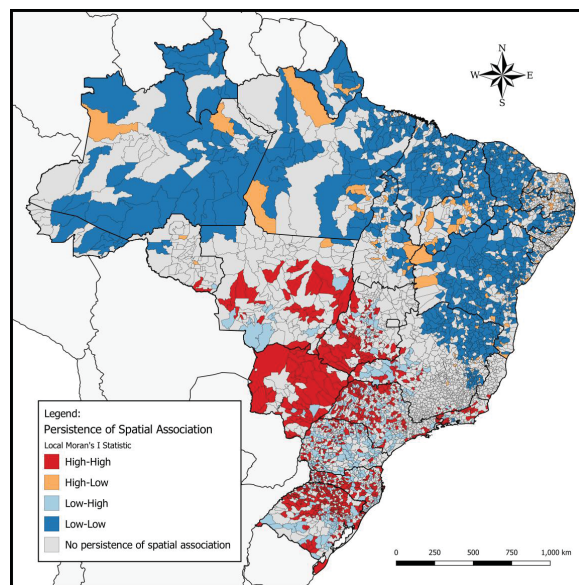 N
W E
S
Legend:
Persistence of Spatial Association
Local Moran's I Statistic
High-High
High-Low
Low-High
Low-Low
No persistence of spatial association
0 250 500 750 1,000 km